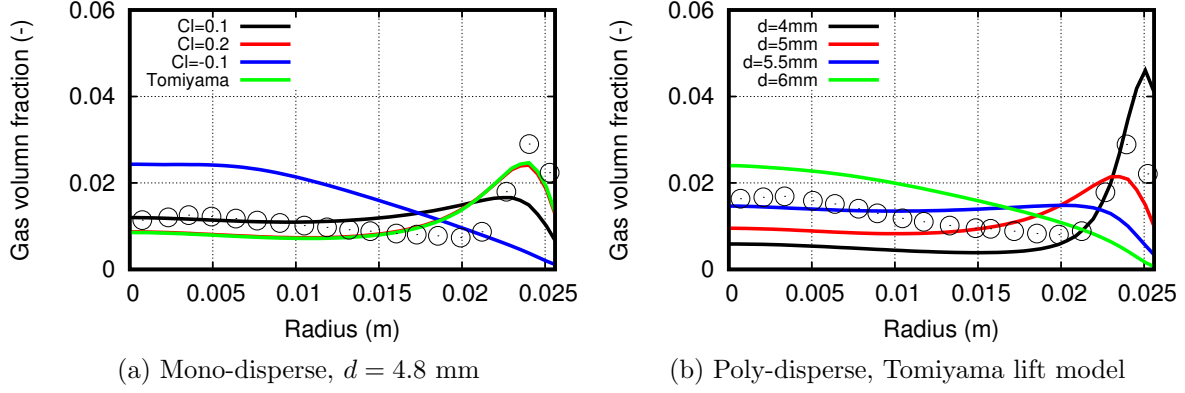 0.06
0.04
0.02
0
Gas volumn fraction (-)
Cl=0.1
Cl=0.2
Cl=-0.1
Tomiyama
0 0.005 0.01 0.015 0.02 0.025
Radius (m)
(a) Mono-disperse, d = 4.8 mm
0.06
0.04
0.02
0
Gas volumn fraction (-)
d=4mm
d=5mm
d=5.5mm
d=6mm
0 0.005 0.01 0.015 0.02 0.025
Radius (m)
(b) Poly-disperse, Tomiyama lift model